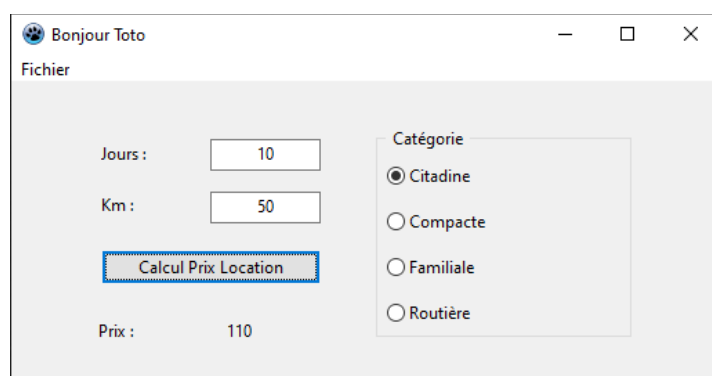 Bonjour Toto
Fichier
Jours : 10
Km : 50
Calcul Prix Location
Prix : 110
Catégorie
Citadine
Compacte
Familiale
Routière